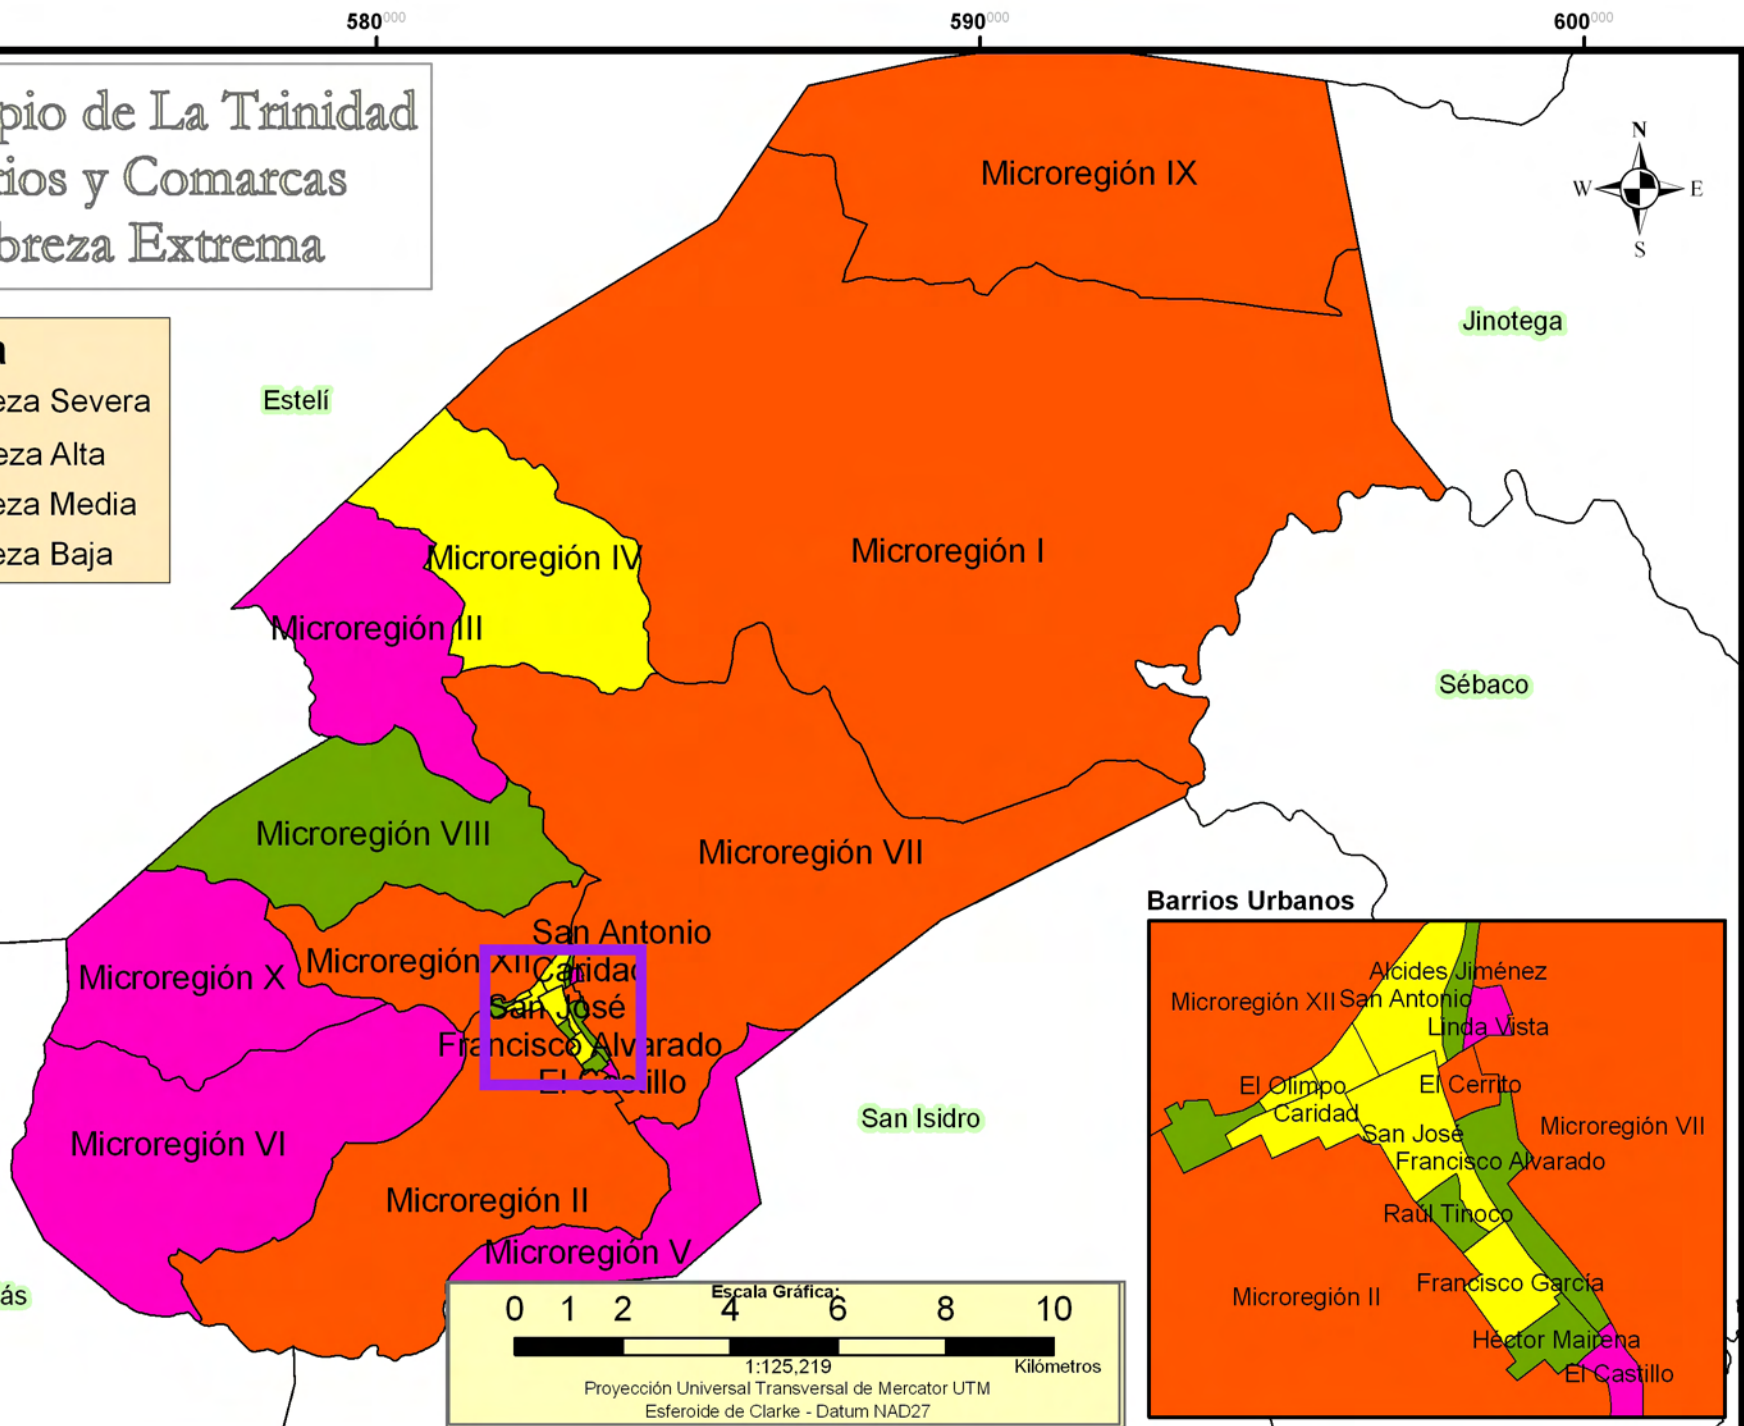 580000
590000
600000
pio de La Trinidad
rios y Comarcas
breza Extrema
N
W E
S
Microregión IX
Jinotega
a
eza Severa
eza Alta
eza Media
eza Baja
Estelí
Microregión IV
Microregión I
Microregión III
Sébaco
Microregión VIII
Microregión VII
San Antonio
Microregión XII
Caridad
Microregión X
San José
Francisco Alvarado
El Castillo
San Isidro
Microregión VI
Microregión II
Microregión V
ás
Barrios Urbanos
Alcides Jiménez
Microregión XII
San Antonio
Linda Vista
El Olimpo
El Cerrito
Caridad
Microregión VII
San José
Francisco Alvarado
Raúl Tinoco
Francisco García
Microregión II
Héctor Mairena
El Castillo
Escala Gráfica:
0 1 2 4 6 8 10
1:125,219
Kilómetros
Proyección Universal Transversal de Mercator UTM
Esferoide de Clarke - Datum NAD27